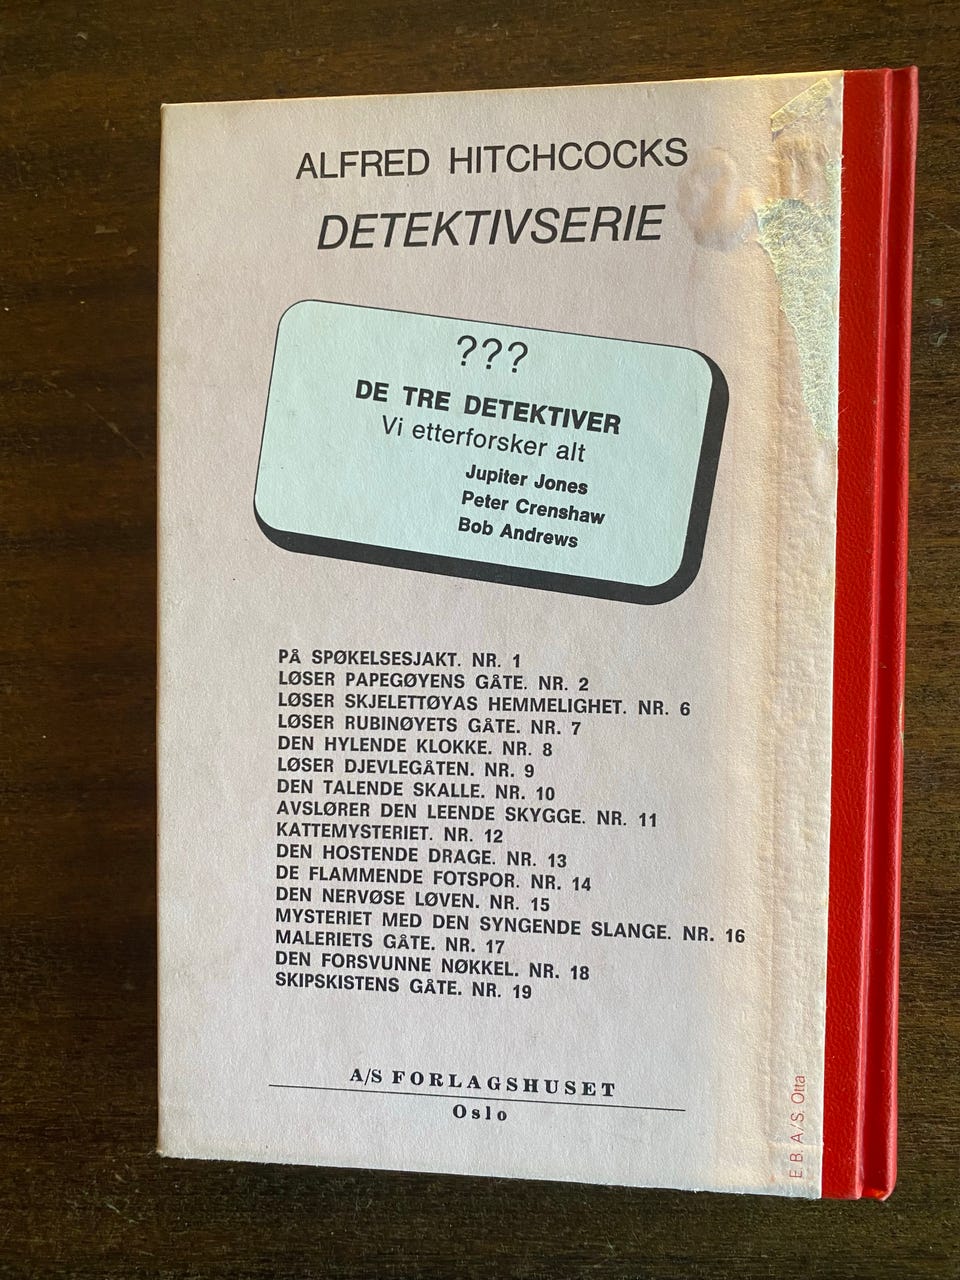 ALFRED HITCHCOCKS
DETEKTIVSERIE
???
DE TRE DETEKTIVER
Vi etterforsker alt
Jupiter Jones
Peter Crenshaw
Bob Andrews
PÅ SPØKELSESJAKT. NR. 1
LØSER PAPEGØYENS GÅTE. NR. 2
LØSER SKJELETTØYAS HEMMELIGHET. NR. 6
LØSER RUBINØYETS GÅTE. NR. 7
DEN HYLENDE KLOKKE. NR. 8
LØSER DJEVLEGÅTEN. NR. 9
DEN TALENDE SKALLE. NR. 10
AVSLØRER DEN LEENDE SKYGGE. NR. 11
KATTEMYSTERIET. NR. 12
DEN HOSTENDE DRAGE. NR. 13
DE FLAMMENDE FOTSPOR. NR. 14
DEN NERVØSE LØVEN. NR. 15
MYSTERIET MED DEN SYNGENDE SLANGE. NR. 16
MALERIETS GÅTE. NR. 17
DEN FORSVUNNE NØKKEL. NR. 18
SKIPSKISTENS GÅTE. NR. 19
A/S FORLAGSHUSET
Oslo
E.B. A/S. Otta